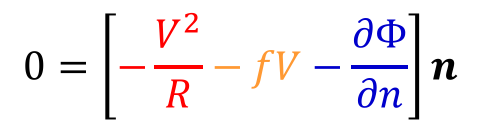 0 = [ − V²/R − fV − ∂Φ/∂n ] n